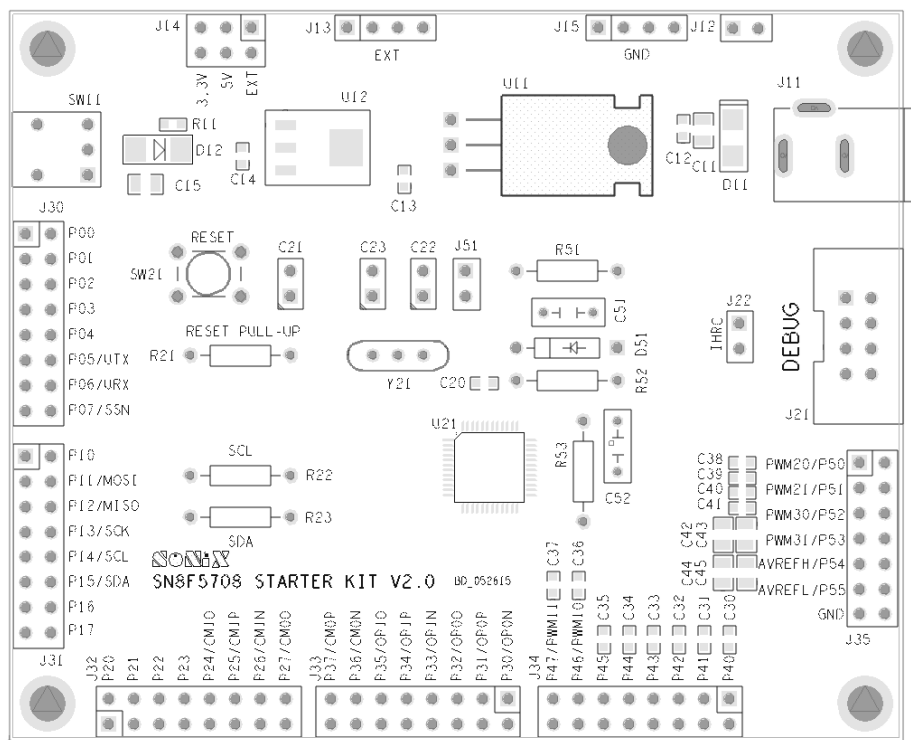 J14
J13
J15
J12
EXT
GND
3.3V
5V
EXT
SW11
U12
U11
J11
R11
D12
C15
C14
C13
C12
C11
D11
J30
P00
P01
P02
P03
P04
P05/UTX
P06/URX
P07/SSN
RESET
SW21
C21
C23
C22
J51
R51
C51
D51
R52
J22
IHRC
DEBUG
J21
RESET PULL-UP
R21
Y21
C20
U21
R53
C52
P10
P11/MOSI
P12/MISO
P13/SCK
P14/SCL
P15/SDA
P16
P17
J31
SCL
R22
R23
SDA
SONiX
SN8F5708 STARTER KIT V2.0
BD_052615
C38
C39
C40
C41
C42
C43
C44
C45
PWM20/P50
PWM21/P51
PWM30/P52
PWM31/P53
AVREFH/P54
AVREFL/P55
GND
J35
C37
C36
C35
C34
C33
C32
C31
C30
J32
P20
P21
P22
P23
P24/CM1O
P25/CM1P
P26/CM1N
P27/CM0O
J33
P37/CM0P
P36/CM0N
P35/OP1O
P34/OP1P
P33/OP1N
P32/OP0O
P31/OP0P
P30/OP0N
J34
P47/PWM11
P46/PWM10
P45
P44
P43
P42
P41
P40